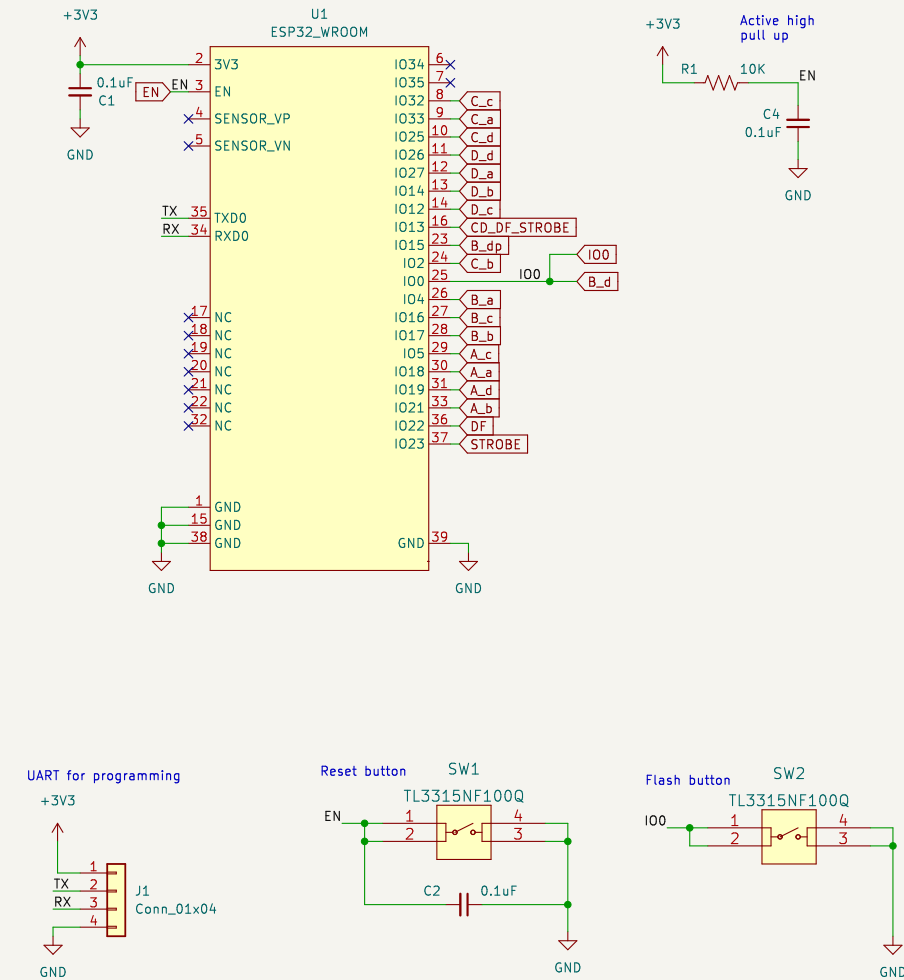 +3V3
U1
ESP32_WROOM
+3V3
Active high
pull up
2 3V3
IO34 6
0.1uF
C1
EN EN 3 EN
IO35 7
R1 10K
EN
GND
4 SENSOR_VP
5 SENSOR_VN
IO32 8 C_c
IO33 9 C_a
IO25 10 C_d
IO26 11 D_d
IO27 12 D_a
IO14 13 D_b
IO12 14 D_c
C4
0.1uF
GND
TX 35 TXD0
RX 34 RXD0
IO13 16 CD_DF_STROBE
IO15 23 B_dp
IO2 24 C_b
IO0 25 IO0
IO0
B_d
IO4 26 B_a
17 NC
IO16 27 B_c
18 NC
IO17 28 B_b
19 NC
IO5 29 A_c
20 NC
IO18 30 A_a
21 NC
IO19 31 A_d
22 NC
IO21 33 A_b
32 NC
IO22 36 DF
IO23 37 STROBE
1 GND
15 GND
38 GND
GND 39
GND
GND
UART for programming
+3V3
1
TX 2
RX 3
4
J1
Conn_01x04
GND
Reset button
SW1
TL3315NF100Q
EN
1 4
2 3
C2 0.1uF
GND
Flash button
SW2
TL3315NF100Q
IO0
1 4
2 3
GND